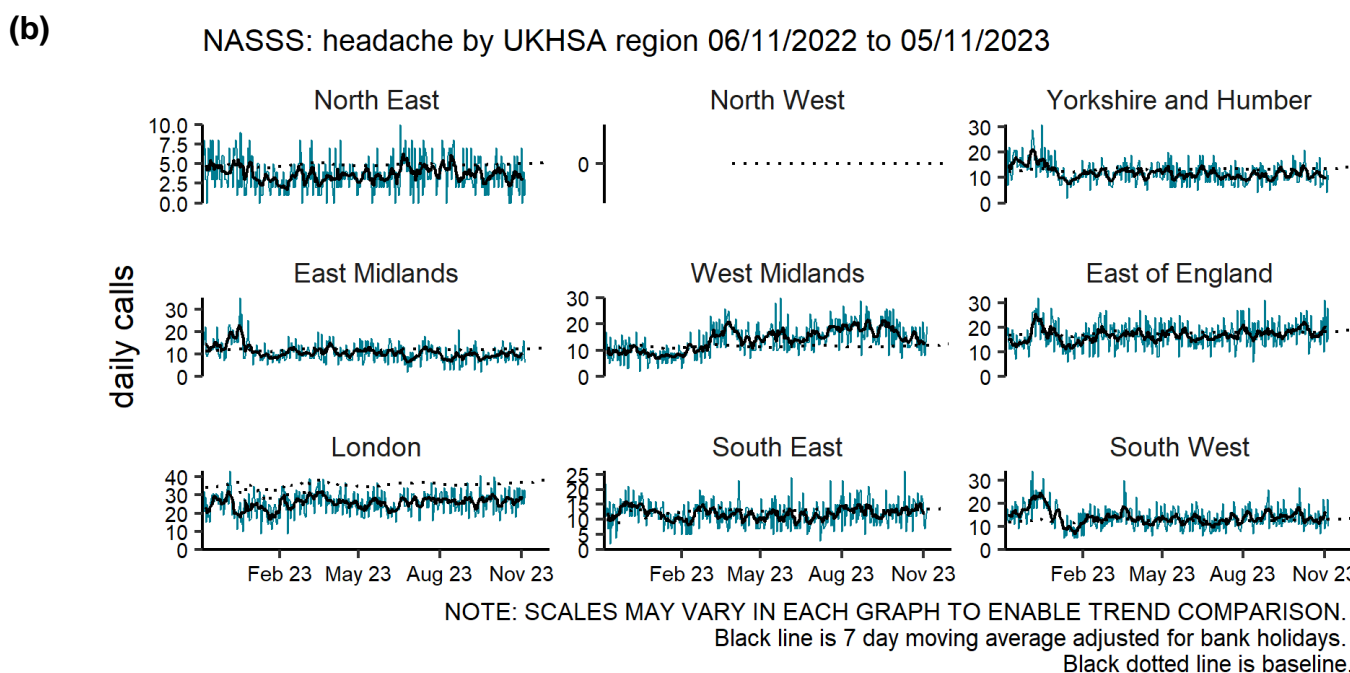 (b)
NASSS: headache by UKHSA region 06/11/2022 to 05/11/2023
North East
North West
Yorkshire and Humber
10.0
7.5
5.0
2.5
0.0
0
30
20
10
0
East Midlands
West Midlands
East of England
daily calls
30
20
10
0
30
20
10
0
30
20
10
0
London
South East
South West
40
30
20
10
0
25
20
15
10
5
0
30
20
10
0
Feb 23 May 23 Aug 23 Nov 23
Feb 23 May 23 Aug 23 Nov 23
Feb 23 May 23 Aug 23 Nov 23
NOTE: SCALES MAY VARY IN EACH GRAPH TO ENABLE TREND COMPARISON.
Black line is 7 day moving average adjusted for bank holidays.
Black dotted line is baseline.